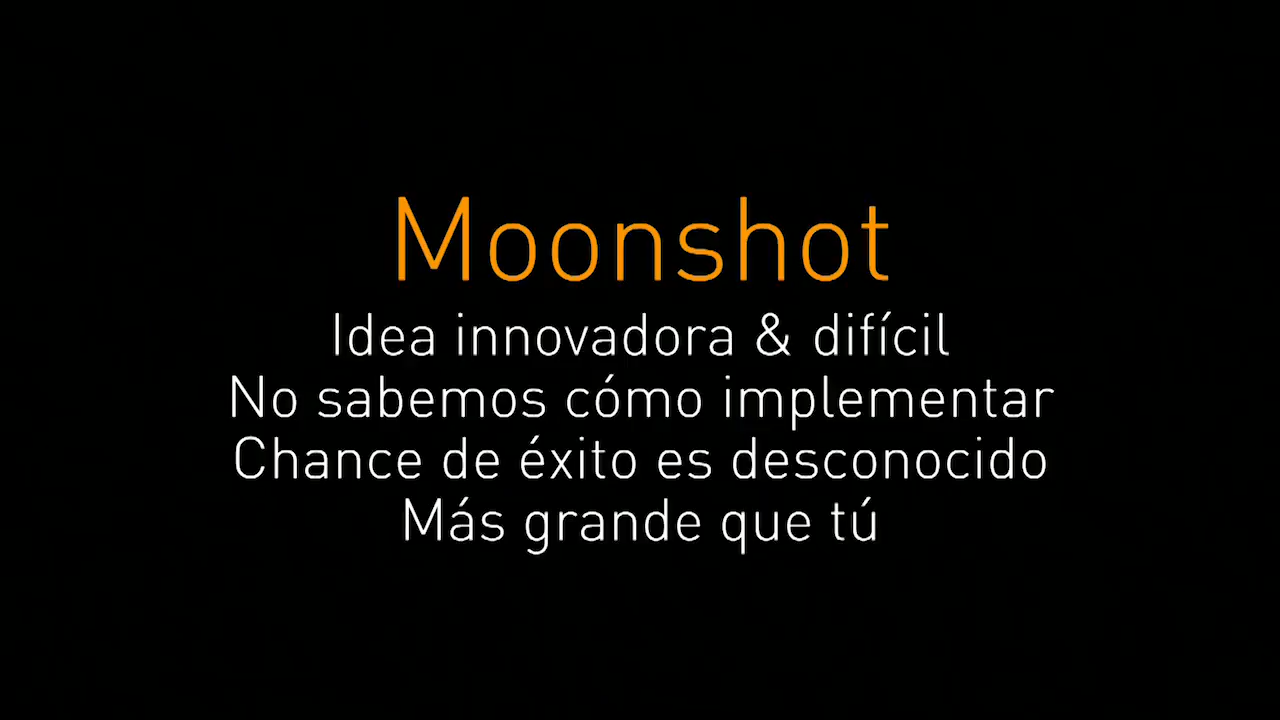 Moonshot
Idea innovadora & difícil
No sabemos cómo implementar
Chance de éxito es desconocido
Más grande que tú